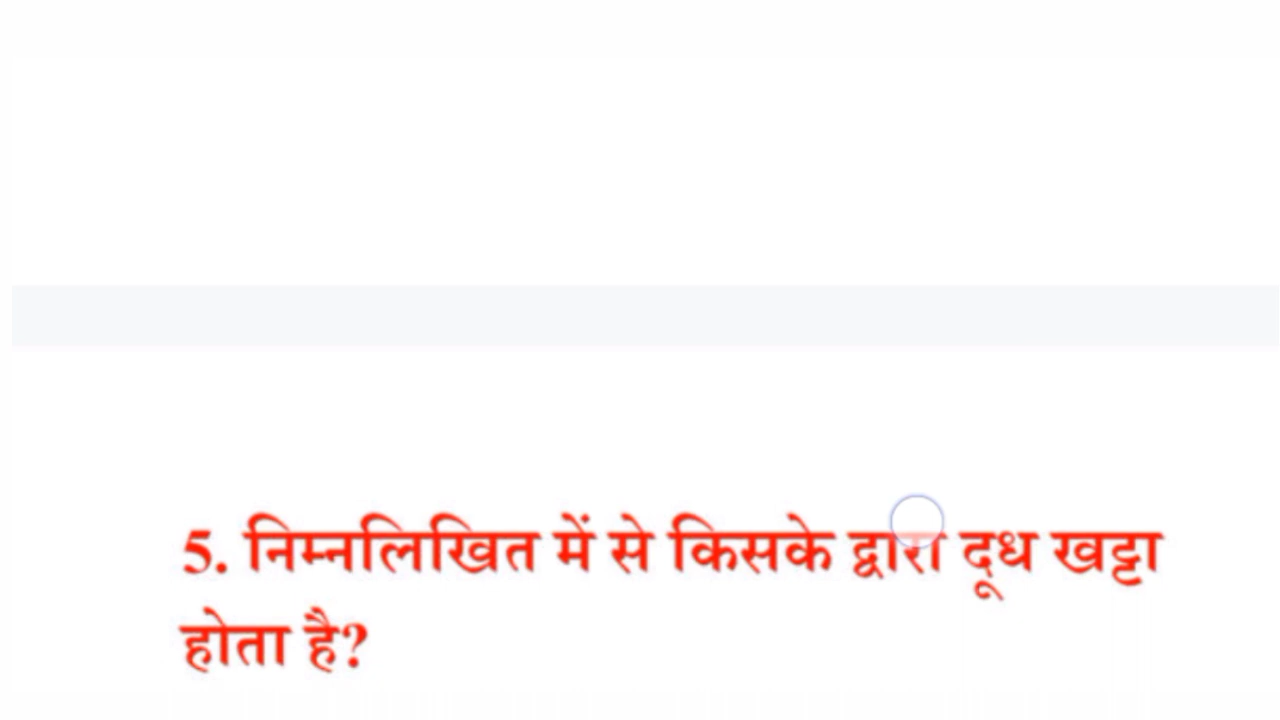 5. निम्नलिखित में से किसके द्वारा दूध खट्टा
होता है?